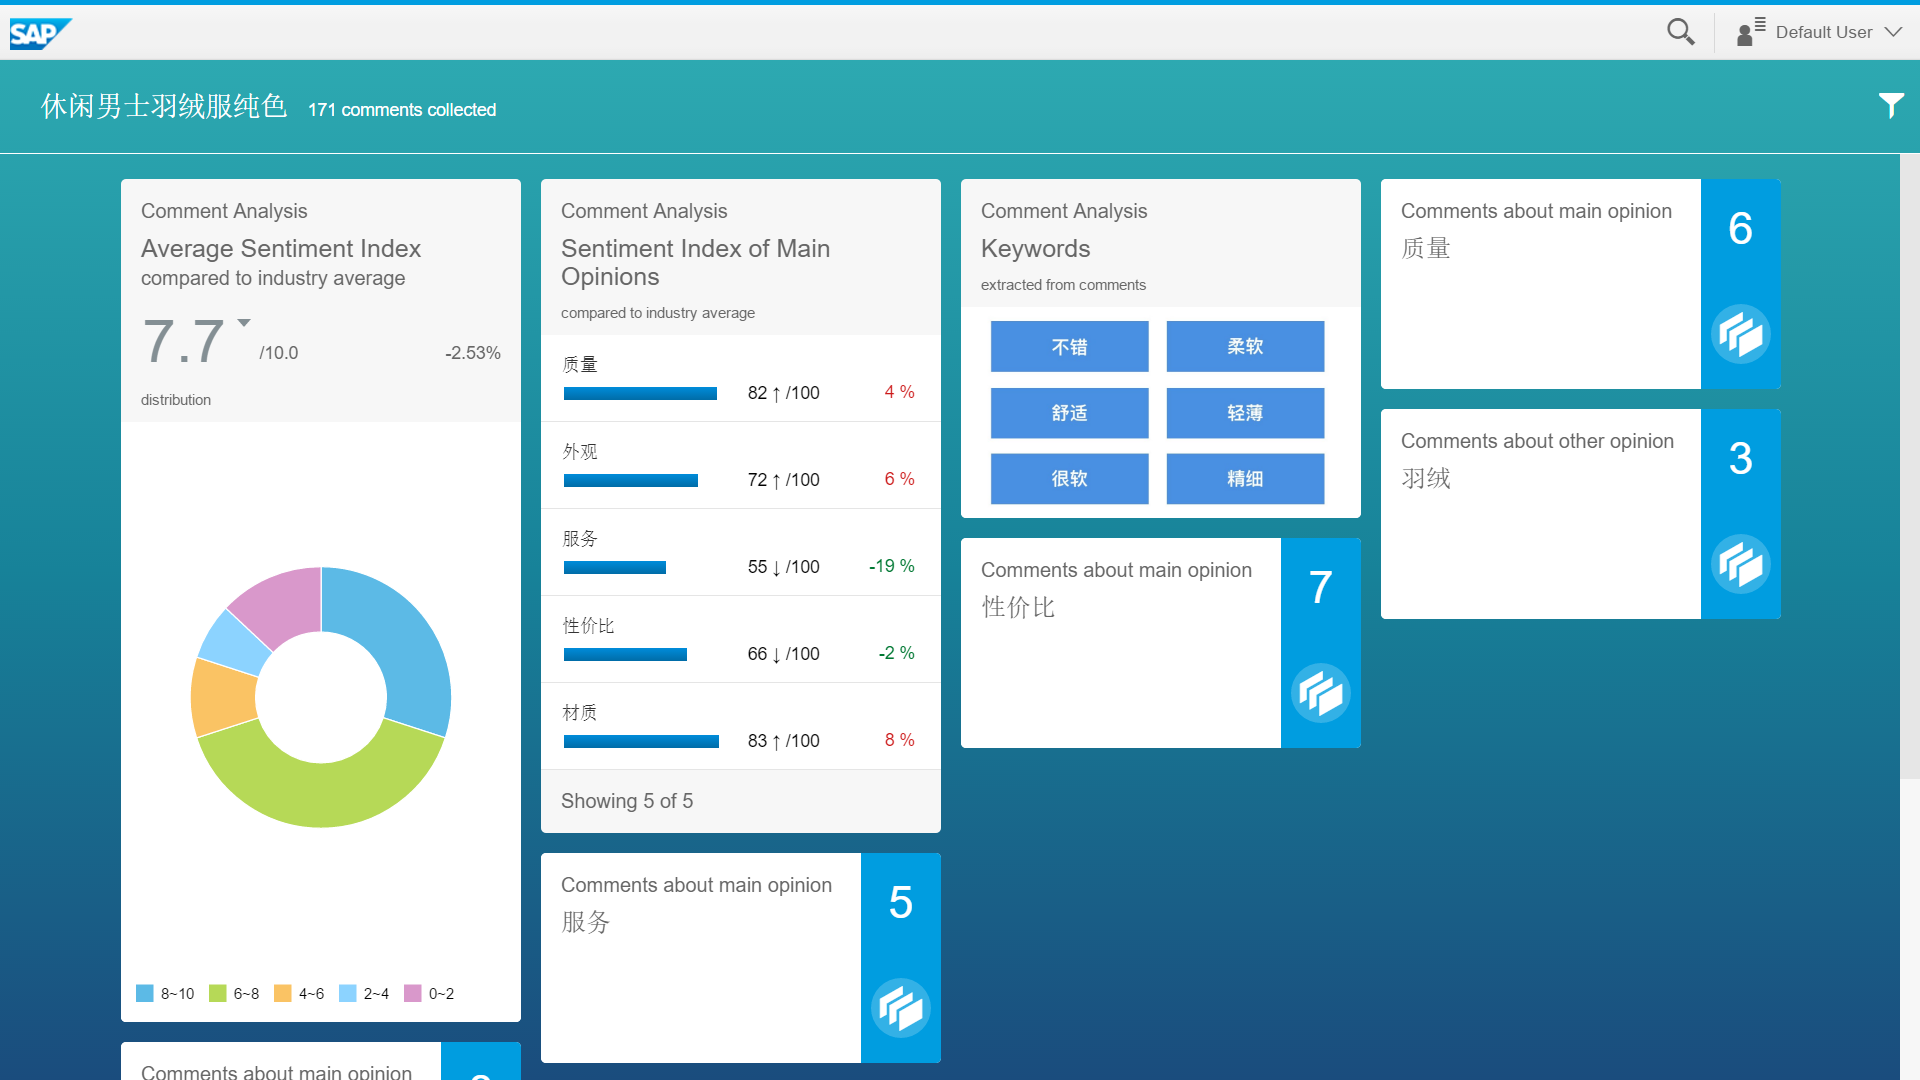 SAP
Default User
休闲男士羽绒服纯色 171 comments collected
Comment Analysis
Average Sentiment Index
compared to industry average
7.7 /10.0 -2.53%
distribution
8~10 6~8 4~6 2~4 0~2
Comments about main opinion
Comment Analysis
Sentiment Index of Main
Opinions
compared to industry average
质量
82 ↑ /100 4 %
外观
72 ↑ /100 6 %
服务
55 ↓ /100 -19 %
性价比
66 ↓ /100 -2 %
材质
83 ↑ /100 8 %
Showing 5 of 5
Comments about main opinion
服务
5
Comment Analysis
Keywords
extracted from comments
不错 柔软
舒适 轻薄
很软 精细
Comments about main opinion
性价比
7
Comments about main opinion
质量
6
Comments about other opinion
羽绒
3